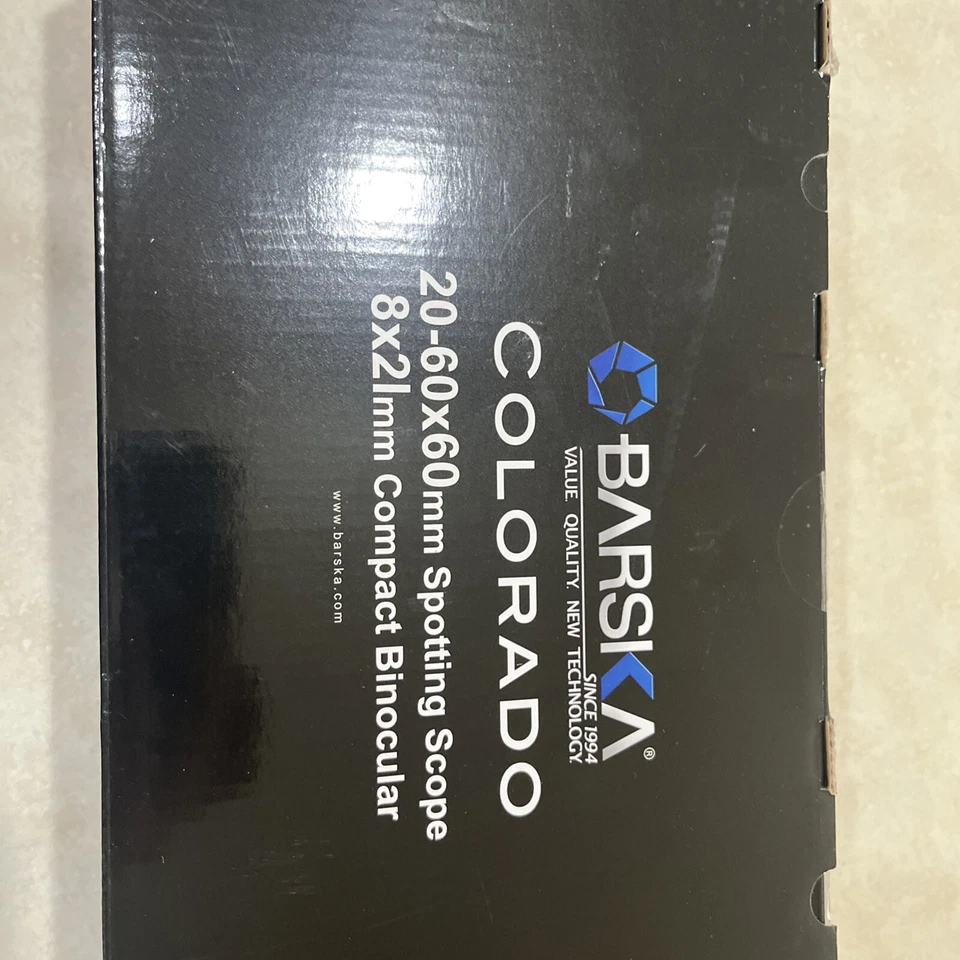 BARSKA®
SINCE 1994
VALUE. QUALITY. NEW TECHNOLOGY.
COLORADO
20-60x60mm Spotting Scope
8x21mm Compact Binocular
www.barska.com